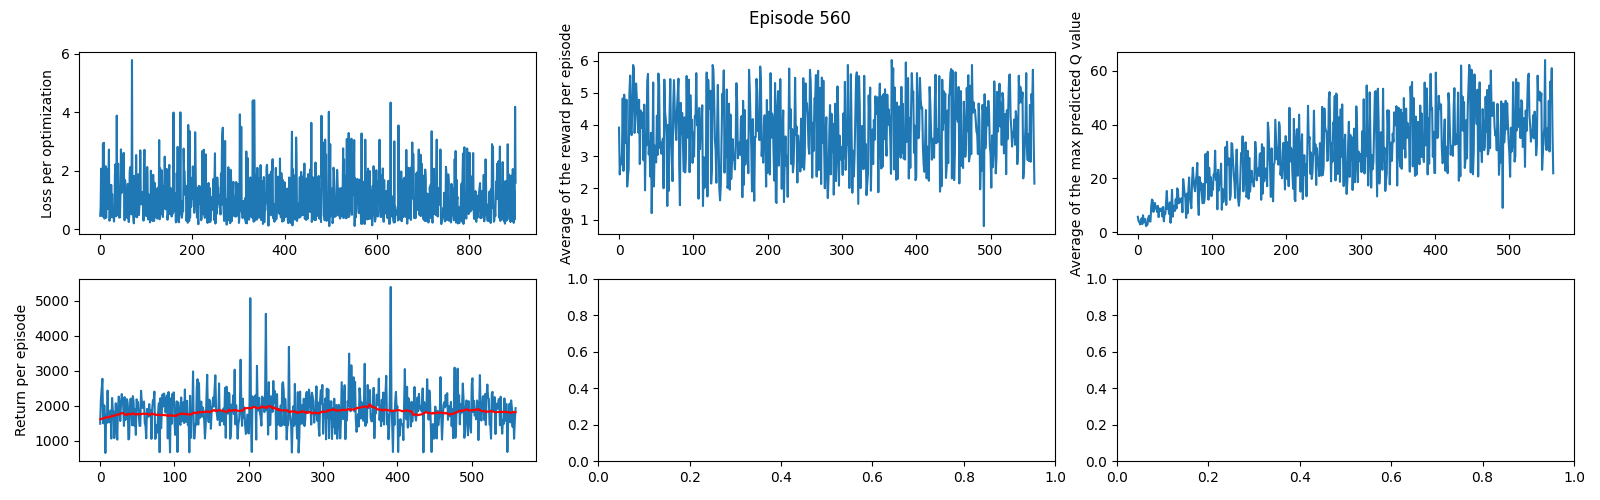 Episode 560
Loss per optimization
6
4
2
0
0 200 400 600 800
Average of the reward per episode
6
5
4
3
2
1
0 100 200 300 400 500
Average of the max predicted Q value
60
40
20
0
0 100 200 300 400 500
Return per episode
5000
4000
3000
2000
1000
0 100 200 300 400 500
1.0
0.8
0.6
0.4
0.2
0.0
0.0 0.2 0.4 0.6 0.8 1.0
1.0
0.8
0.6
0.4
0.2
0.0
0.0 0.2 0.4 0.6 0.8 1.0